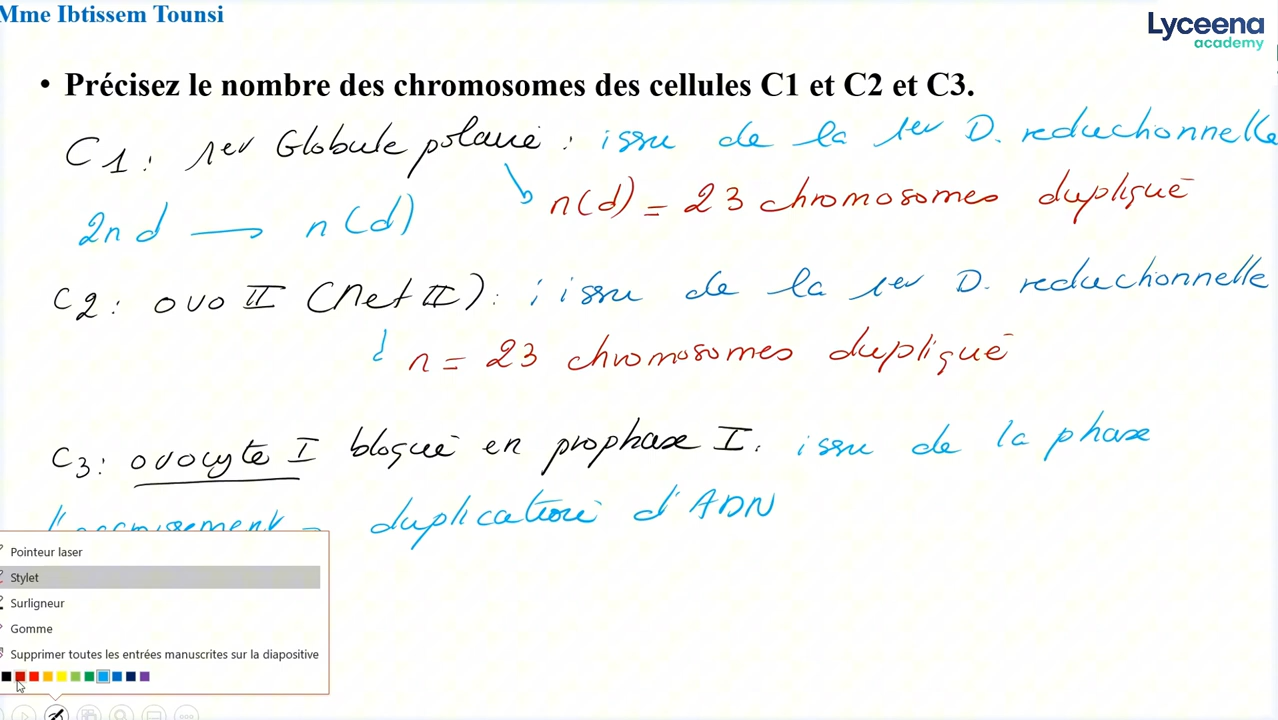 Mme Ibtissem Tounsi
Lyceena
academy
• Précisez le nombre des chromosomes des cellules C1 et C2 et C3.
C1 : 1er Globule polaire : issu de la 1er D. reductionnelle
n(d) = 23 chromosomes dupliqué
2nd → n(d)
C2 : ovo II (Met II) : issu de la 1er D. reductionnelle
n = 23 chromosomes dupliqué
C3 : ovocyte I bloqué en prophase I. issu de la phase
duplication d'ADN
Pointeur laser
Stylet
Surligneur
Gomme
Supprimer toutes les entrées manuscrites sur la diapositive